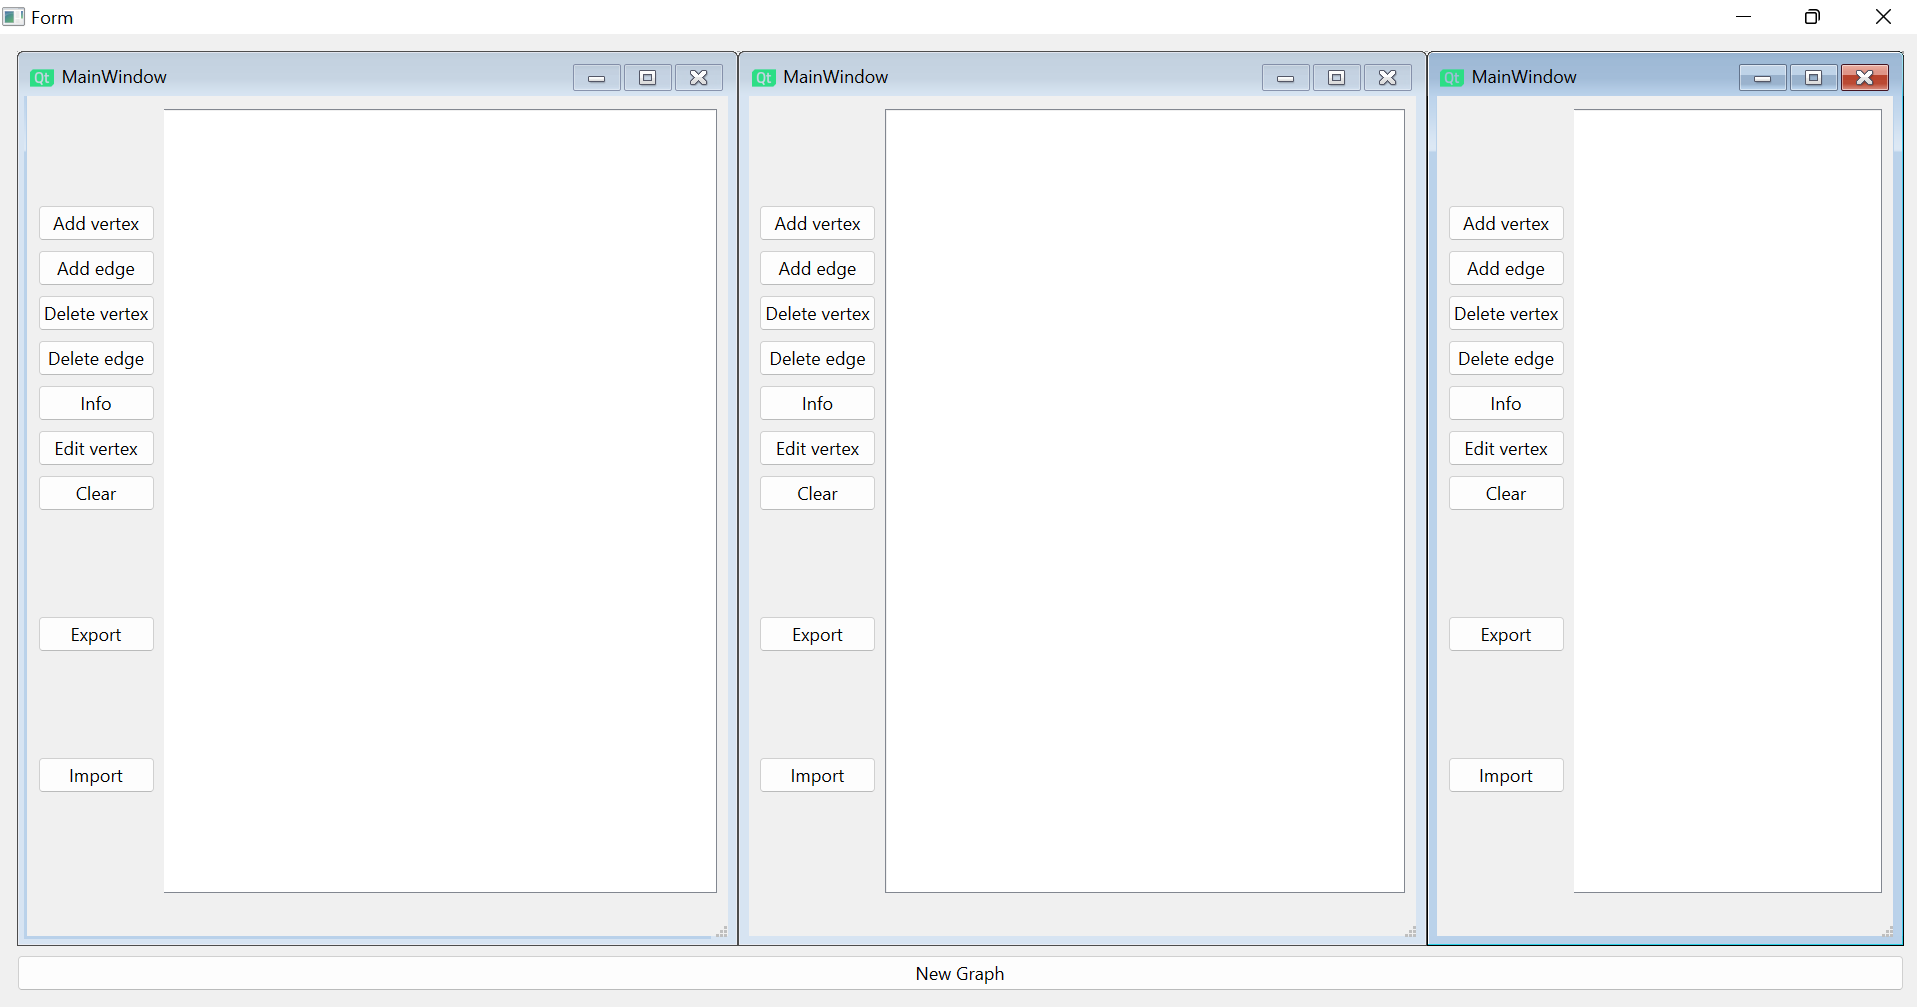 Form
Qt MainWindow
Add vertex
Add edge
Delete vertex
Delete edge
Info
Edit vertex
Clear
Export
Import
Qt MainWindow
Add vertex
Add edge
Delete vertex
Delete edge
Info
Edit vertex
Clear
Export
Import
Qt MainWindow
Add vertex
Add edge
Delete vertex
Delete edge
Info
Edit vertex
Clear
Export
Import
New Graph